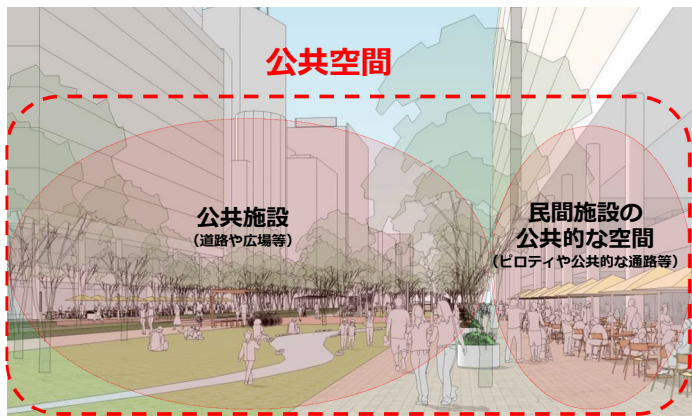 公共空間
公共施設
（道路や広場等）
民間施設の
公共的な空間
（ピロティや公共的な通路等）